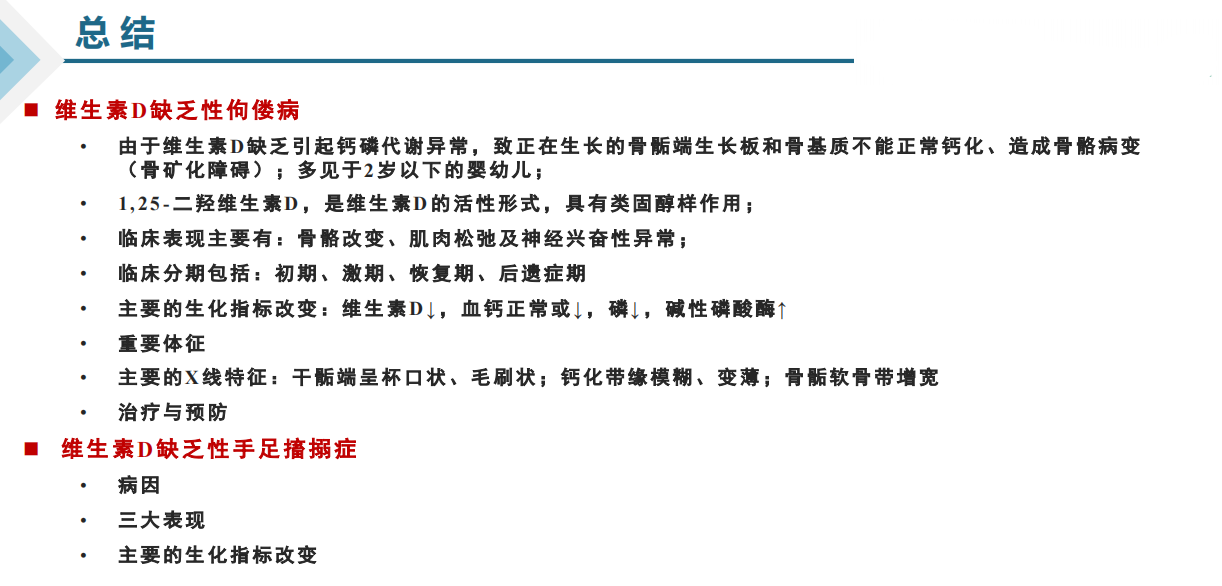 总结
■ 维生素D缺乏性佝偻病
• 由于维生素D缺乏引起钙磷代谢异常，致正在生长的骨骺端生长板和骨基质不能正常钙化、造成骨骼病变
（骨矿化障碍）；多见于2岁以下的婴幼儿；
• 1,25-二羟维生素D，是维生素D的活性形式，具有类固醇样作用；
• 临床表现主要有：骨骼改变、肌肉松弛及神经兴奋性异常；
• 临床分期包括：初期、激期、恢复期、后遗症期
• 主要的生化指标改变：维生素D↓，血钙正常或↓，磷↓，碱性磷酸酶↑
• 重要体征
• 主要的X线特征：干骺端呈杯口状、毛刷状；钙化带缘模糊、变薄；骨骺软骨带增宽
• 治疗与预防
■ 维生素D缺乏性手足搐搦症
• 病因
• 三大表现
• 主要的生化指标改变